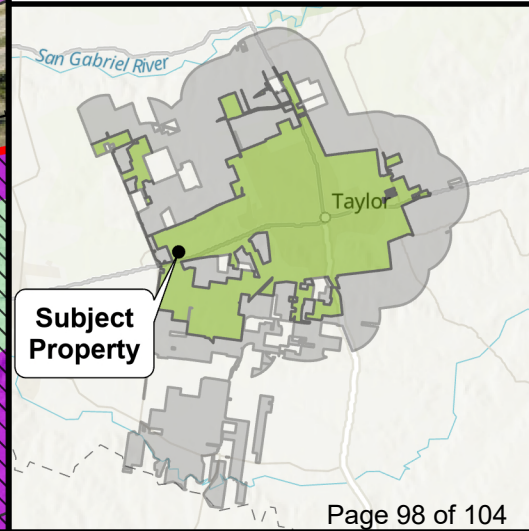 San Gabriel River
Taylor
Subject
Property
Page 98 of 104